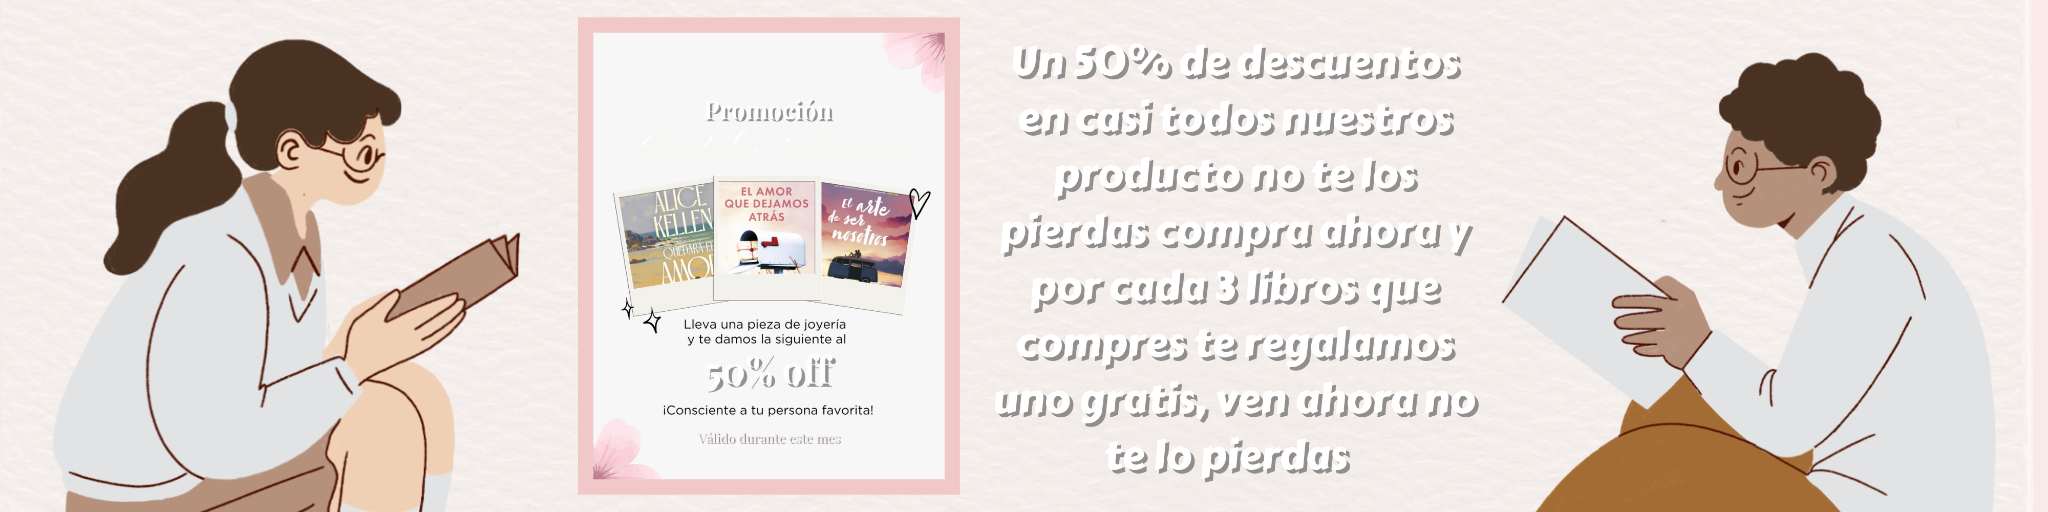 Promoción
ALICE
KELLEN
QUEDARÁ EL
AMOR
EL AMOR
QUE DEJAMOS
ATRÁS
El arte
de ser
nosotros
Lleva una pieza de joyería
y te damos la siguiente al
50% off
¡Consciente a tu persona favorita!
Válido durante este mes
Un 50% de descuentos
en casi todos nuestros
producto no te los
pierdas compra ahora y
por cada 3 libros que
compres te regalamos
uno gratis, ven ahora no
te lo pierdas